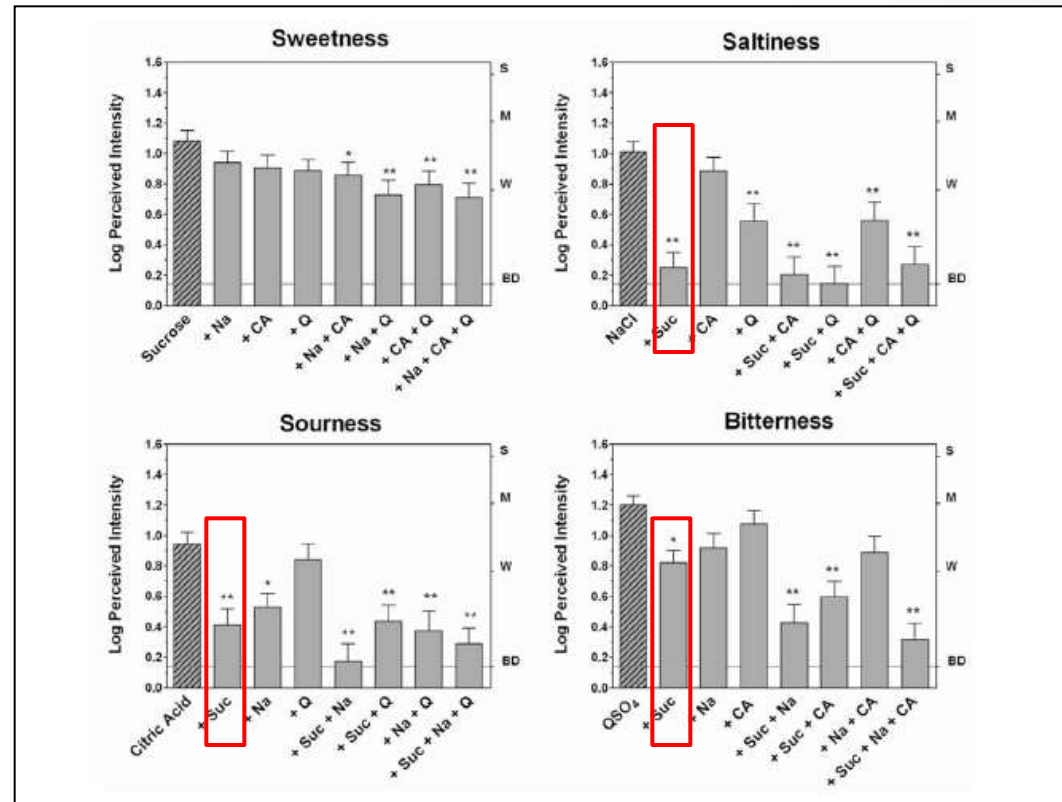 Sweetness
Log Perceived Intensity
1.6
1.4
1.2
1.0
0.8
0.6
0.4
0.2
0.0
S
M
W
BD
Sucrose
+ Na
+ CA
+ Q
+ Na + CA
+ Na + Q
+ CA + Q
+ Na + CA + Q
*
**
**
**
Saltiness
Log Perceived Intensity
1.6
1.4
1.2
1.0
0.8
0.6
0.4
0.2
0.0
S
M
W
BD
NaCl
+ Suc
+ CA
+ Q
+ Suc + CA
+ Suc + Q
+ CA + Q
+ Suc + CA + Q
**
**
**
**
**
**
Sourness
Log Perceived Intensity
1.6
1.4
1.2
1.0
0.8
0.6
0.4
0.2
0.0
S
M
W
BD
Citric Acid
+ Suc
+ Na
+ Q
+ Suc + Na
+ Suc + Q
+ Na + Q
+ Suc + Na + Q
**
*
**
**
**
**
Bitterness
Log Perceived Intensity
1.6
1.4
1.2
1.0
0.8
0.6
0.4
0.2
0.0
S
M
W
BD
QSO₄
+ Suc
+ Na
+ CA
+ Suc + Na
+ Suc + CA
+ Na + CA
+ Suc + Na + CA
*
**
**
**